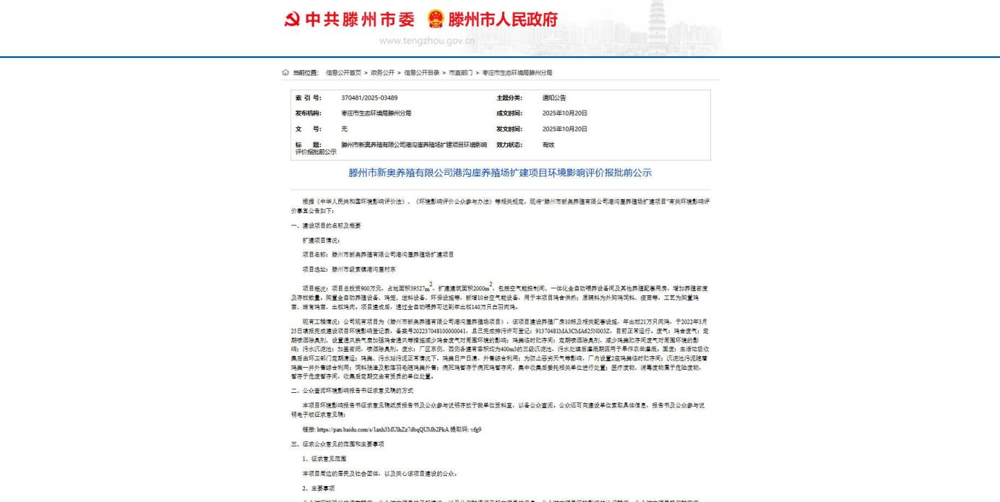 中共滕州市委 滕州市人民政府
www.tengzhou.gov.cn
当前位置： 信息公开首页 > 政务公开 > 信息公开目录 > 市直部门 > 枣庄市生态环境局滕州分局
索 引 号： 370481/2025-03489 主题分类： 通知公告
发布机构： 枣庄市生态环境局滕州分局 成文时间： 2025年10月20日
文 号： 无 发文时间： 2025年10月20日
标 题： 滕州市新奥养殖有限公司港沟崖养殖场扩建项目环境影响 效力状态： 有效
评价报批前公示
滕州市新奥养殖有限公司港沟崖养殖场扩建项目环境影响评价报批前公示
根据《中华人民共和国环境影响评价法》、《环境影响评价公众参与办法》等相关规定，现将“滕州市新奥养殖有限公司港沟崖养殖场扩建项目”有关环境影响评
价事宜公告如下：
一、建设项目的名称及概要
扩建项目情况：
项目名称：滕州市新奥养殖有限公司港沟崖养殖场扩建项目
项目选址：滕州市级索镇港沟崖村东
项目概况：项目总投资900万元，占地面积39527m²，扩建建筑面积2000m²，包括空气能控制间、一体化全自动喂养设备间及其他养殖配套用房，增加养殖密度
及存栏数量。购置全自动养殖设备、鸡笼、送料设备、环保设施等，新增10台空气能设备，用于本项目鸡舍供热；原辅料为外购鸡饲料、疫苗等，工艺为购置鸡
苗、培育鸡苗、出栏鸡肉。项目建成后，通过全自动喂养可达到年出栏140万只白羽肉鸡。
现有工程情况：公司现有项目为《滕州市新奥养殖有限公司港沟崖养殖场项目》，该项目建设养殖厂房10栋及相关配套设施，年出栏21万只肉鸡，于2022年3月
25日填报完成建设项目环境影响登记表，备案号202237048100000041，且已完成排污许可登记：91370481MA3CMA625N003Z，目前正常运行。废气：鸡舍废气：定
期喷洒除臭剂、设置通风换气扇加强鸡舍通风等措施减少鸡舍废气对周围环境的影响；鸡粪临时贮存间：定期喷洒除臭剂，减少鸡粪贮存间废气对周围环境的影
响；污水沉淀池：加盖密闭，喷洒除臭剂。废水：厂区东侧、西侧各建有容积均为400m3的三级沉淀池，污水处理后灌溉期回用于旱作农田灌溉。固废：生活垃圾收
集后由环卫部门定期清运；鸡粪、污水站污泥正常情况下，鸡粪日产日清，外售综合利用；为防止恶劣天气等影响，厂内设置2座鸡粪临时贮存间；沉淀池污泥随着
鸡粪一并外售综合利用；饲料残渣及散落羽毛随鸡粪外售；病死鸡暂存于病死鸡暂存间，集中收集后委托相关单位进行处置；医疗废物、消毒废物属于危险废物，
暂存于危废暂存间，收集后定期交由有资质的单位处置。
二、公众查阅环境影响报告书征求意见稿的方式
本项目环境影响报告书征求意见稿纸质报告书及公众参与说明存放于我单位资料室，以备公众查阅。公众还可向建设单位索取具体信息，报告书及公众参与说
明电子版征求意见稿：
链接: https://pan.baidu.com/s/1axh3MUlhZz7dbqQUMb2PkA 提取码: vfg9
三、征求公众意见的范围和主要事项
1、征求意见范围
本项目周边的居民及社会团体，以及关心该项目建设的公众。
2、主要事项